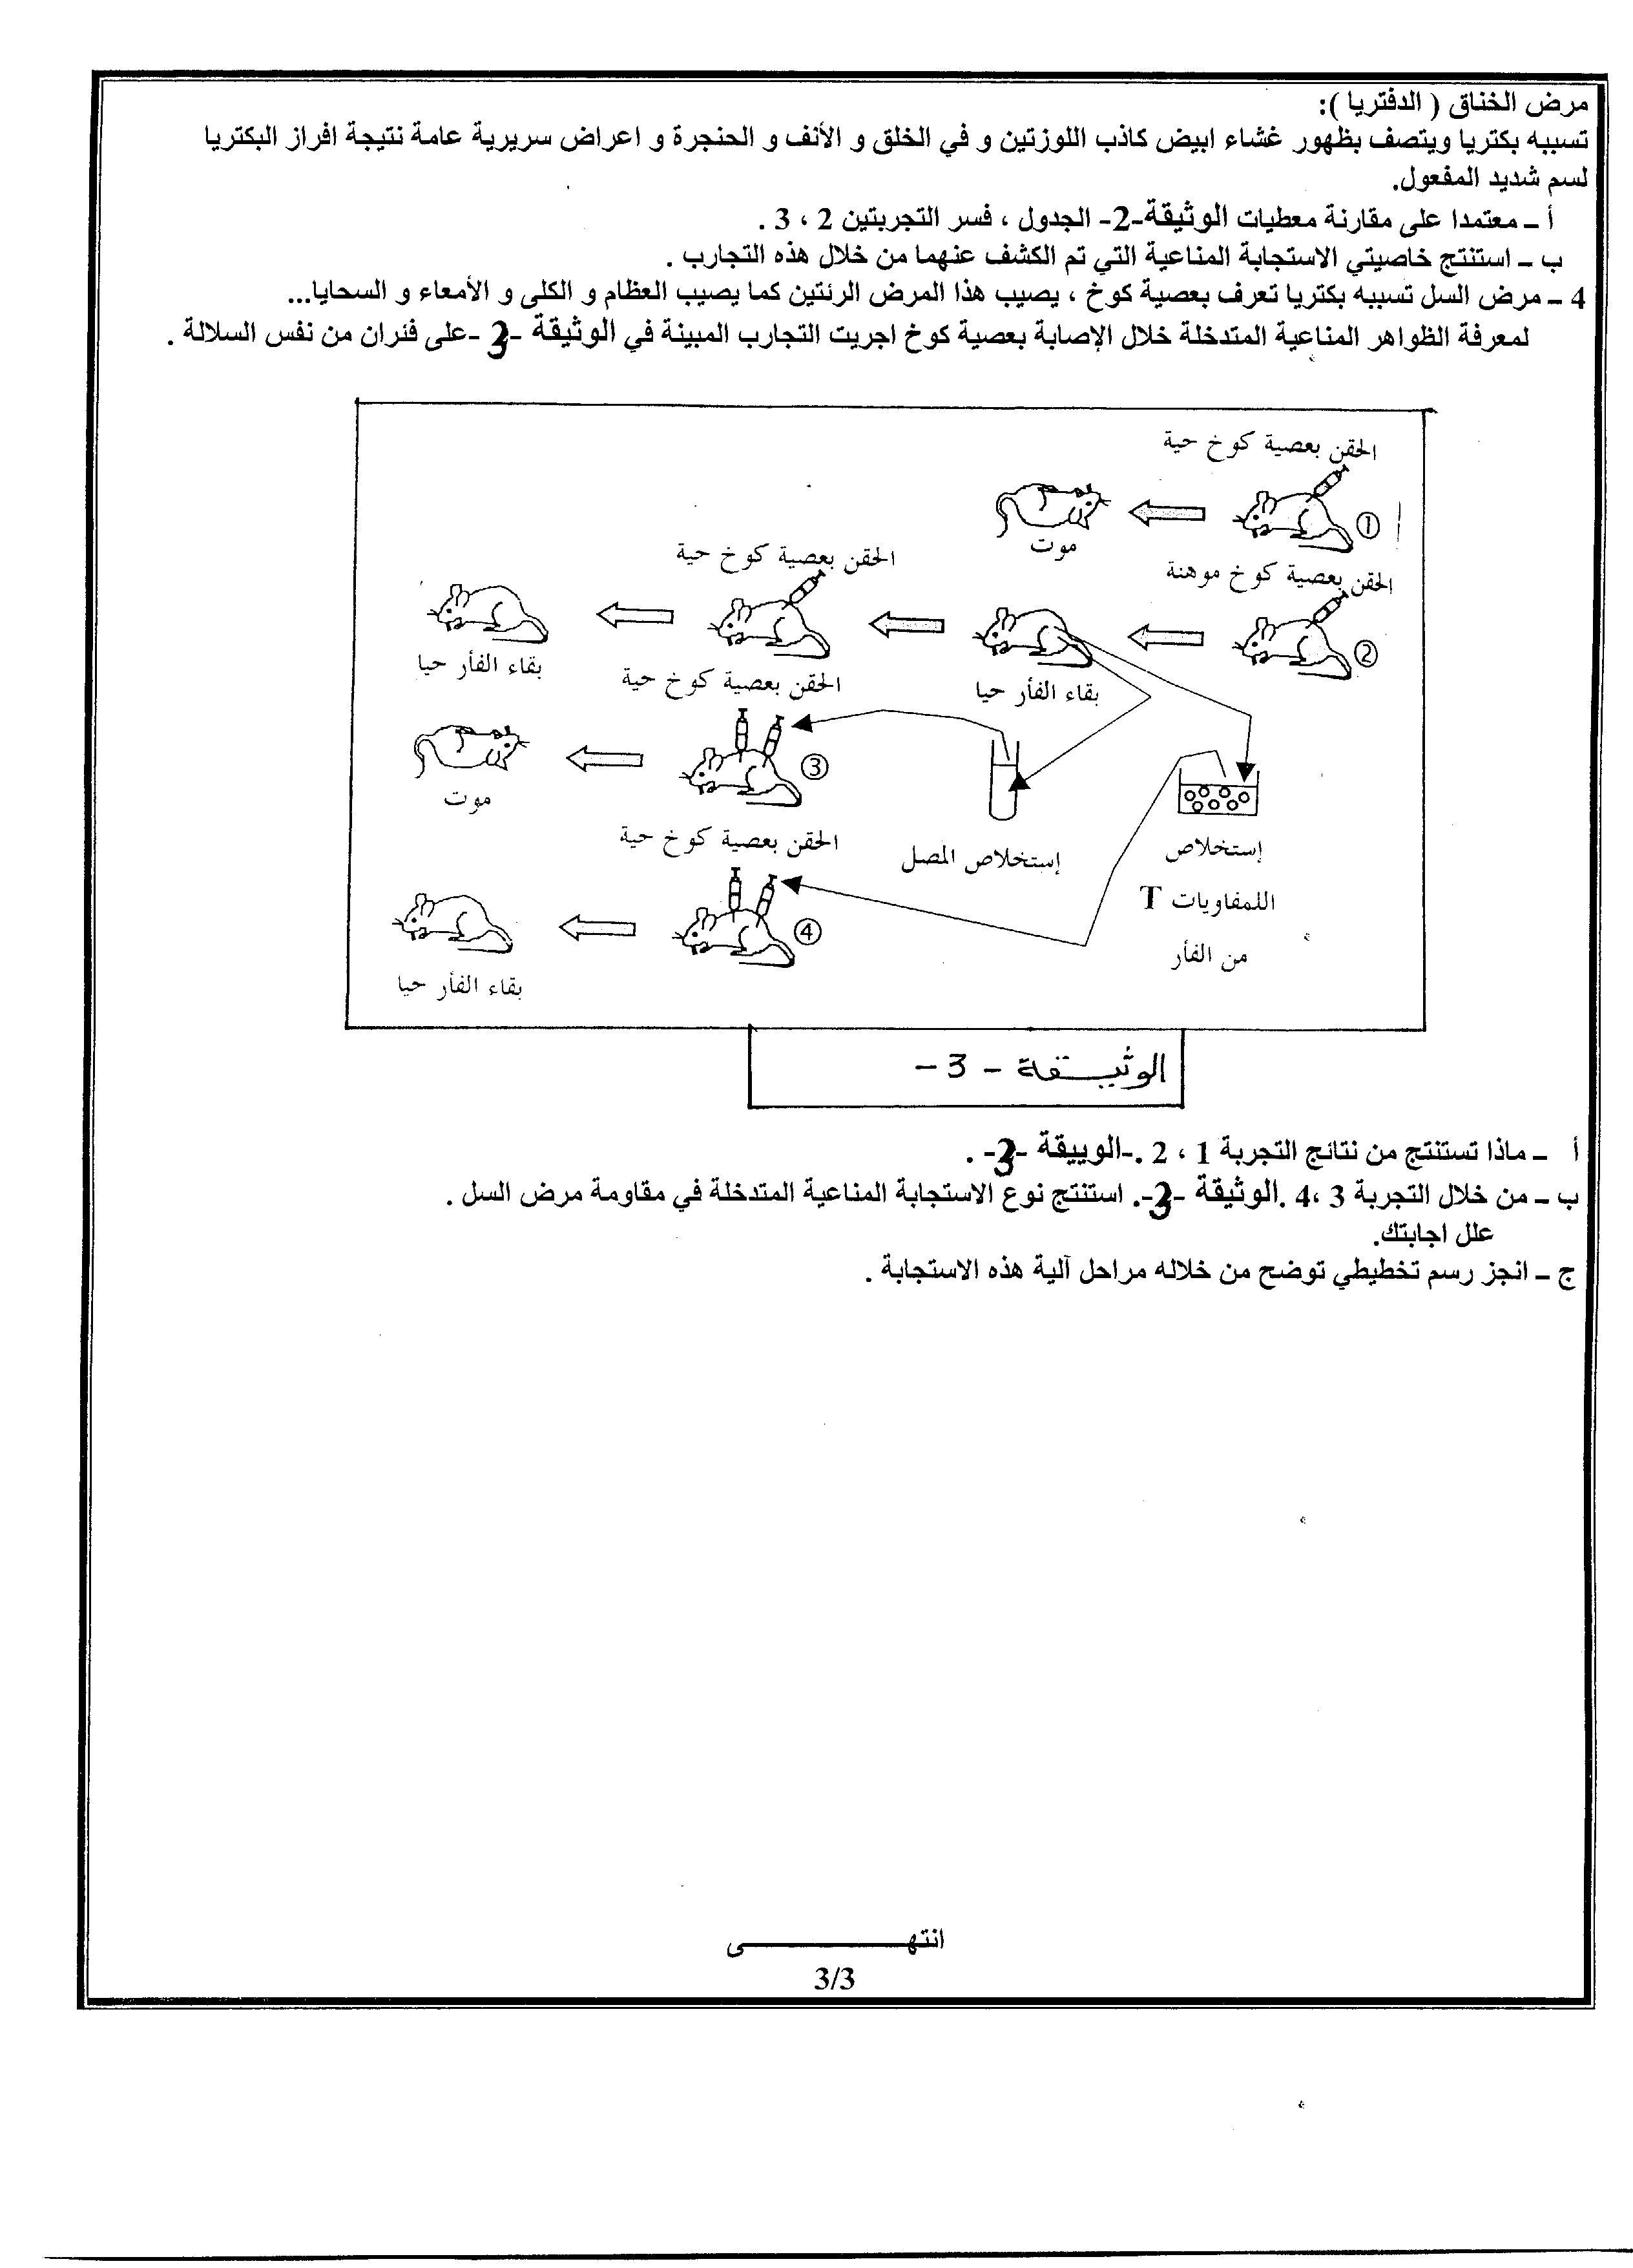 مرض الخناق ( الدفتريا ):
تسببه بكتريا ويتصف بظهور غشاء ابيض كاذب اللوزتين و في الخلق و الأنف و الحنجرة و اعراض سريرية عامة نتيجة افراز البكتريا
لسم شديد المفعول.
أ – معتمدا على مقارنة معطيات الوثيقة-2- الجدول ، فسر التجربتين 2 ، 3 .
ب – استنتج خاصيتي الاستجابة المناعية التي تم الكشف عنهما من خلال هذه التجارب .
4 – مرض السل تسببه بكتريا تعرف بعصية كوخ ، يصيب هذا المرض الرئتين كما يصيب العظام و الكلى و الأمعاء و السحايا...
لمعرفة الظواهر المناعية المتدخلة خلال الإصابة بعصية كوخ اجريت التجارب المبينة في الوثيقة -3-على فئران من نفس السلالة .
الحقن بعصية كوخ حية
①
موت
الحقن بعصية كوخ موهنة
②
بقاء الفأر حيا
الحقن بعصية كوخ حية
بقاء الفأر حيا
الحقن بعصية كوخ حية
③
موت
إستخلاص المصل
إستخلاص
اللمفاويات T
من الفأر
الحقن بعصية كوخ حية
④
بقاء الفأر حيا
الوثيقة - 3 -
أ – ماذا تستنتج من نتائج التجربة 1 ، 2 .-الوييقة -3- .
ب – من خلال التجربة 3 ،4 .الوثيقة -3-. استنتج نوع الاستجابة المناعية المتدخلة في مقاومة مرض السل .
علل اجابتك.
ج – انجز رسم تخطيطي توضح من خلاله مراحل آلية هذه الاستجابة .
انتهــــــــــى
3/3